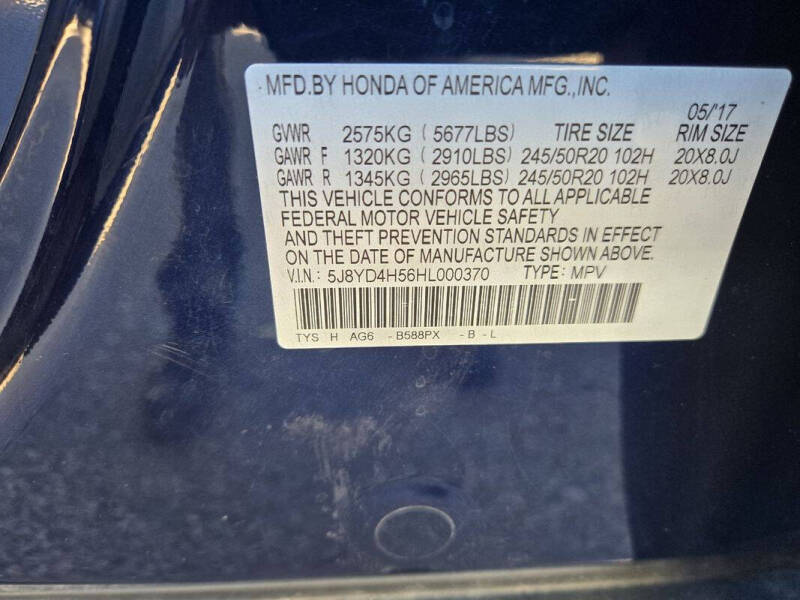 MFD.BY HONDA OF AMERICA MFG.,INC.
05/'17
GVWR 2575KG ( 5677LBS) TIRE SIZE RIM SIZE
GAWR F 1320KG ( 2910LBS) 245/50R20 102H 20X8.0J
GAWR R 1345KG ( 2965LBS) 245/50R20 102H 20X8.0J
THIS VEHICLE CONFORMS TO ALL APPLICABLE
FEDERAL MOTOR VEHICLE SAFETY
AND THEFT PREVENTION STANDARDS IN EFFECT
ON THE DATE OF MANUFACTURE SHOWN ABOVE.
V.I.N.: 5J8YD4H56HL000370 TYPE: MPV
TYS H AG6 -B588PX -B-L